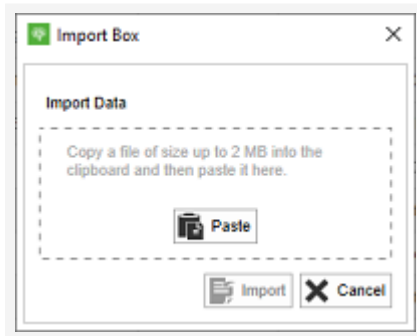 Import Box
Import Data
Copy a file of size up to 2 MB into the
clipboard and then paste it here.
Paste
Import
Cancel